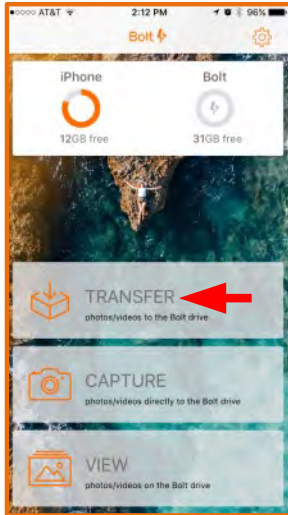 AT&T 2:12 PM 96%
Bolt
iPhone Bolt
12GB free 31GB free
TRANSFER
photos/videos to the Bolt drive
CAPTURE
photos/videos directly to the Bolt drive
VIEW
photos/videos on the Bolt drive